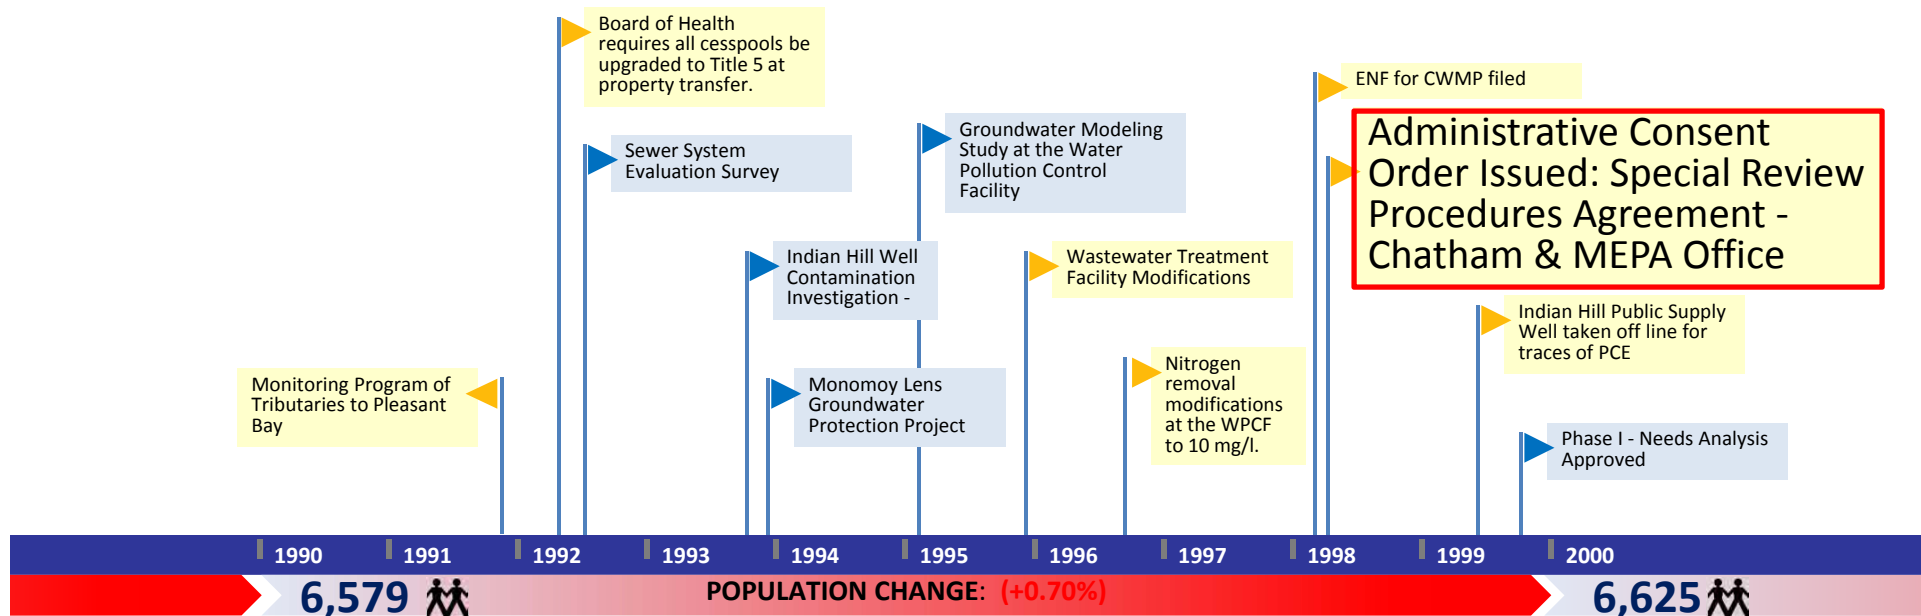 Board of Health
requires all cesspools be
upgraded to Title 5 at
property transfer.
ENF for CWMP filed
Administrative Consent
Order Issued: Special Review
Procedures Agreement -
Chatham & MEPA Office
Sewer System
Evaluation Survey
Groundwater Modeling
Study at the Water
Pollution Control
Facility
Indian Hill Well
Contamination
Investigation -
Wastewater Treatment
Facility Modifications
Indian Hill Public Supply
Well taken off line for
traces of PCE
Monitoring Program of
Tributaries to Pleasant
Bay
Monomoy Lens
Groundwater
Protection Project
Nitrogen
removal
modifications
at the WPCF
to 10 mg/l.
Phase I - Needs Analysis
Approved
1990 1991 1992 1993 1994 1995 1996 1997 1998 1999 2000
6,579 POPULATION CHANGE: (+0.70%) 6,625